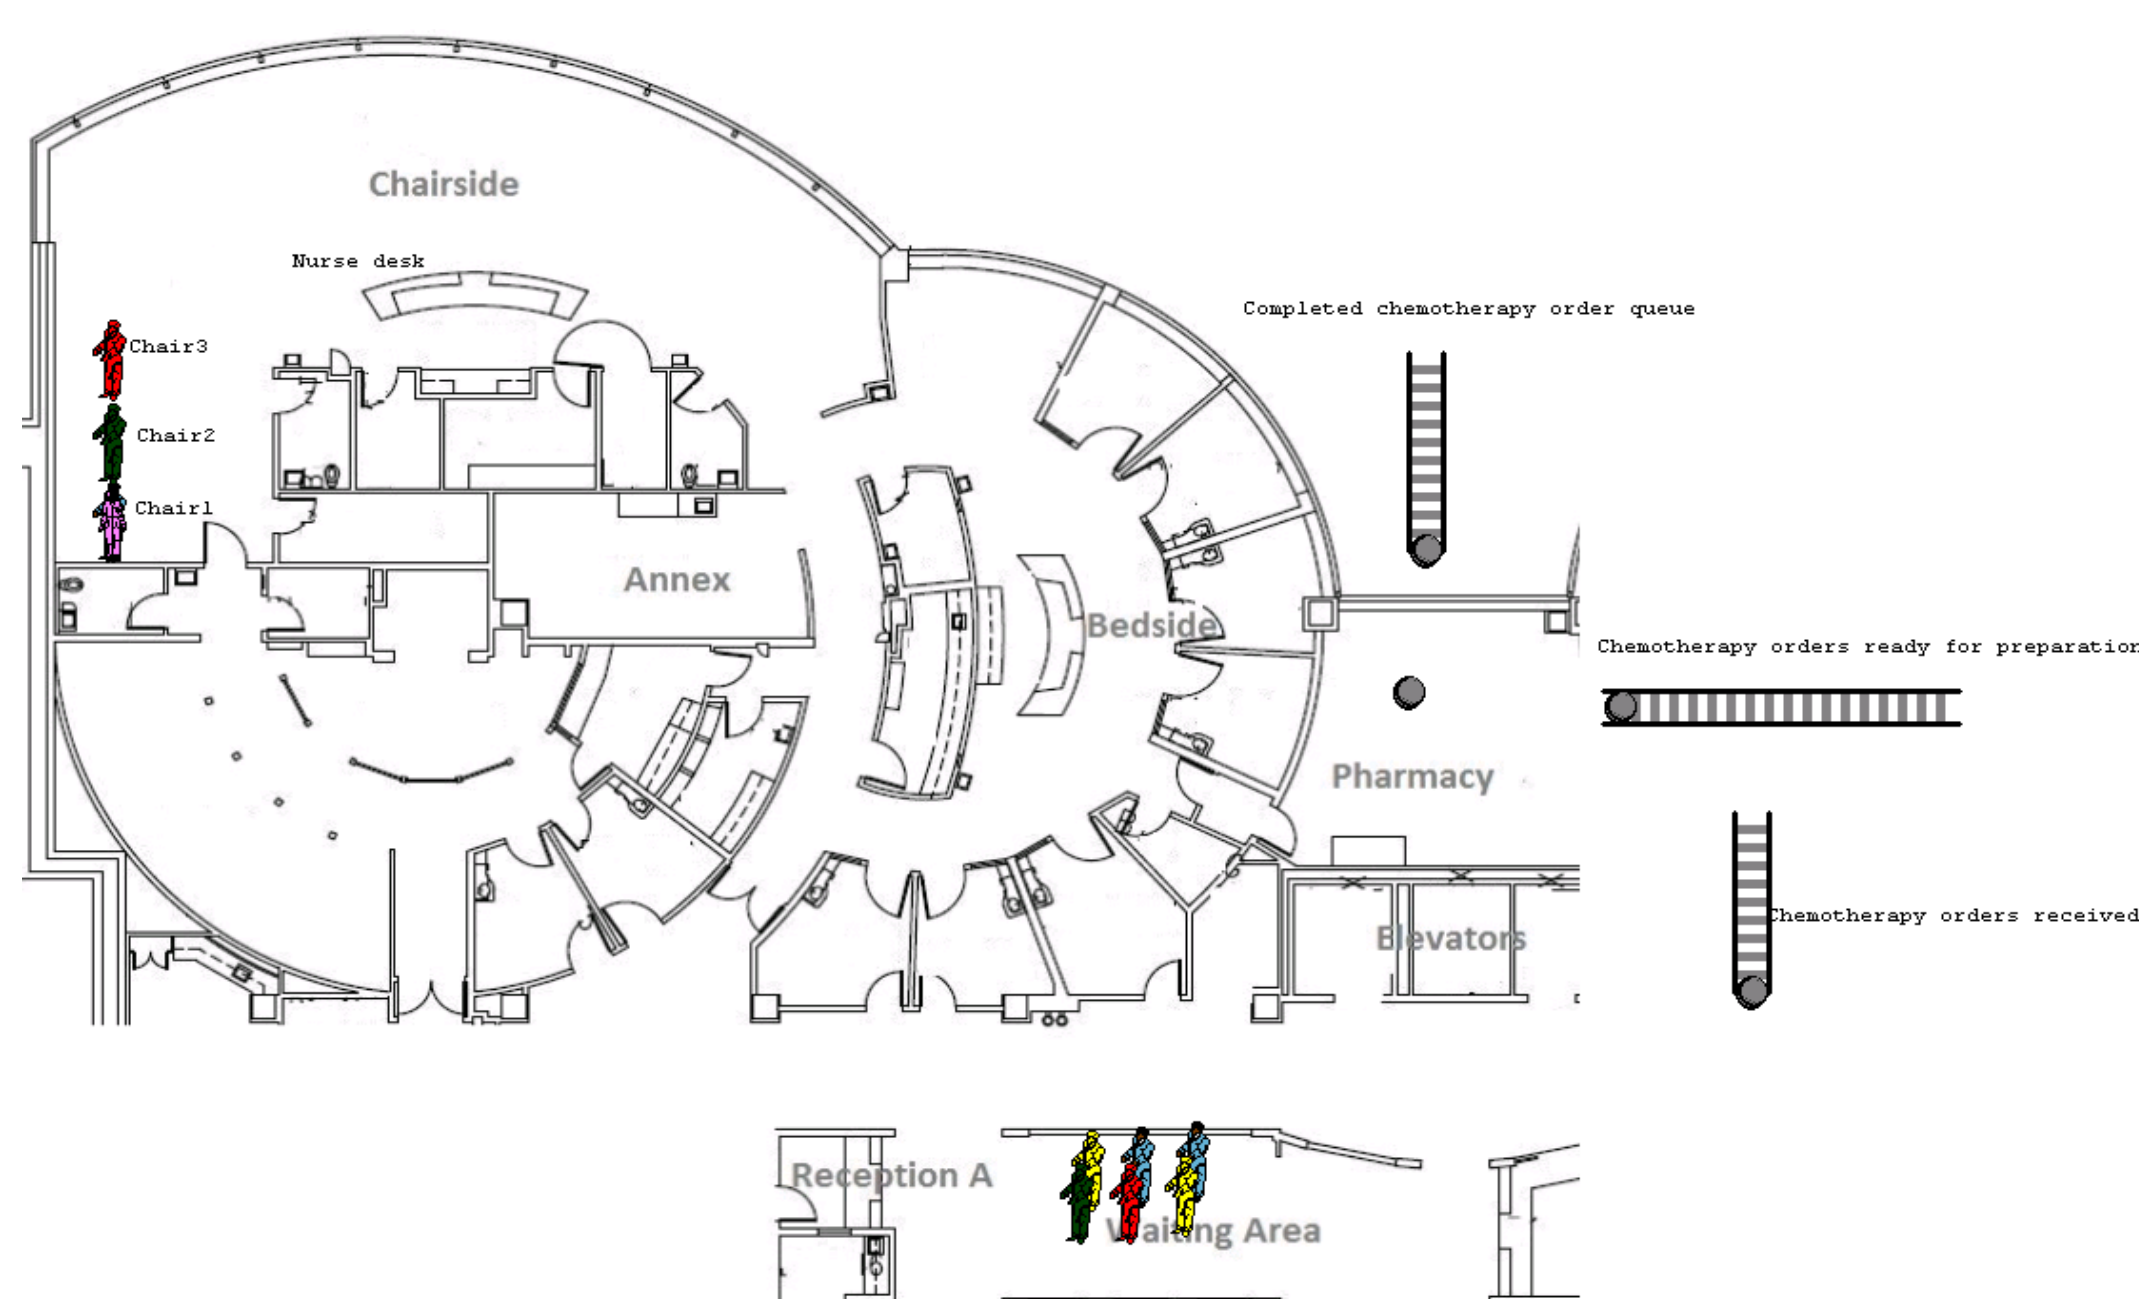 Chairside
Nurse desk
Completed chemotherapy order queue
Chair3
Chair2
Chair1
Annex
Bedside
Chemotherapy orders ready for preparation
Pharmacy
Chemotherapy orders received
Elevators
Reception A
Waiting Area